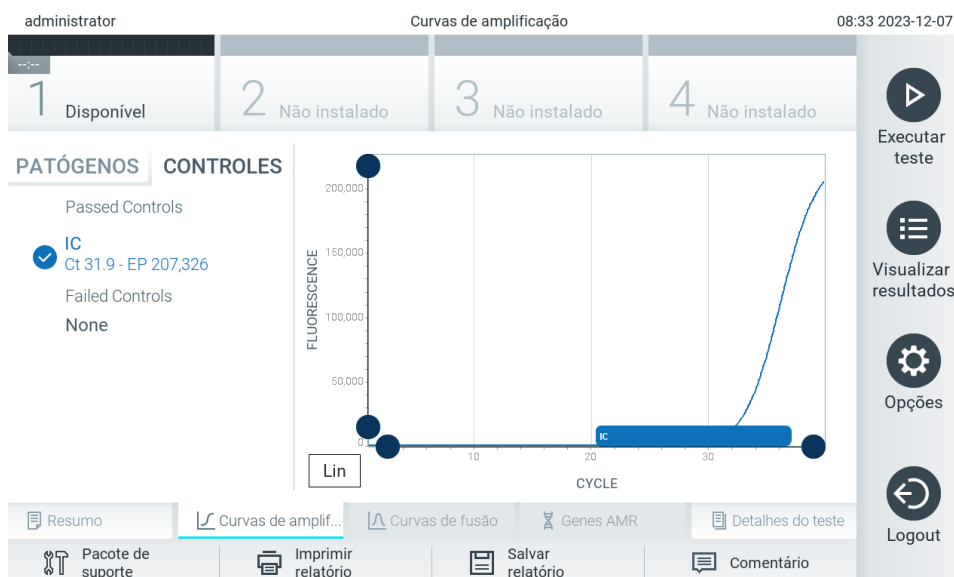 administrator
Curvas de amplificação
08:33 2023-12-07
--:--
1 Disponível
2 Não instalado
3 Não instalado
4 Não instalado
Executar
teste
Visualizar
resultados
Opções
Logout
PATÓGENOS
CONTROLES
Passed Controls
IC
Ct 31.9 - EP 207,326
Failed Controls
None
FLUORESCENCE
200,000
150,000
100,000
50,000
0
IC
10
20
30
CYCLE
Lin
Resumo
Curvas de amplif...
Curvas de fusão
Genes AMR
Detalhes do teste
Pacote de
suporte
Imprimir
relatório
Salvar
relatório
Comentário